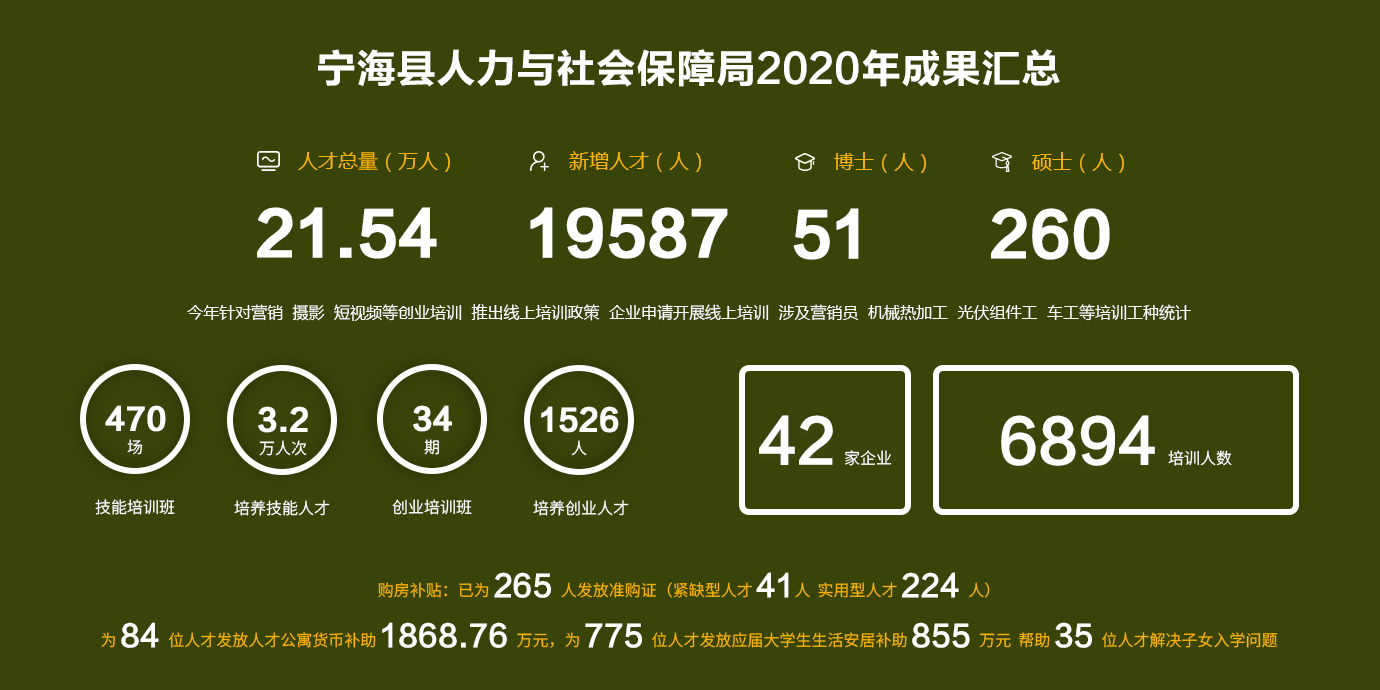 宁海县人力与社会保障局2020年成果汇总
人才总量（万人） 新增人才（人） 博士（人） 硕士（人）
21.54 19587 51 260
今年针对营销 摄影 短视频等创业培训 推出线上培训政策 企业申请开展线上培训 涉及营销员 机械热加工 光伏组件工 车工等培训工种统计
470 3.2 34 1526
场 万人次 期 人
42 家企业 6894 培训人数
技能培训班 培养技能人才 创业培训班 培养创业人才
购房补贴：已为 265 人发放准购证（紧缺型人才 41 人 实用型人才 224 人）
为 84 位人才发放人才公寓货币补助 1868.76 万元，为 775 位人才发放应届大学生生活安居补助 855 万元 帮助 35 位人才解决子女入学问题